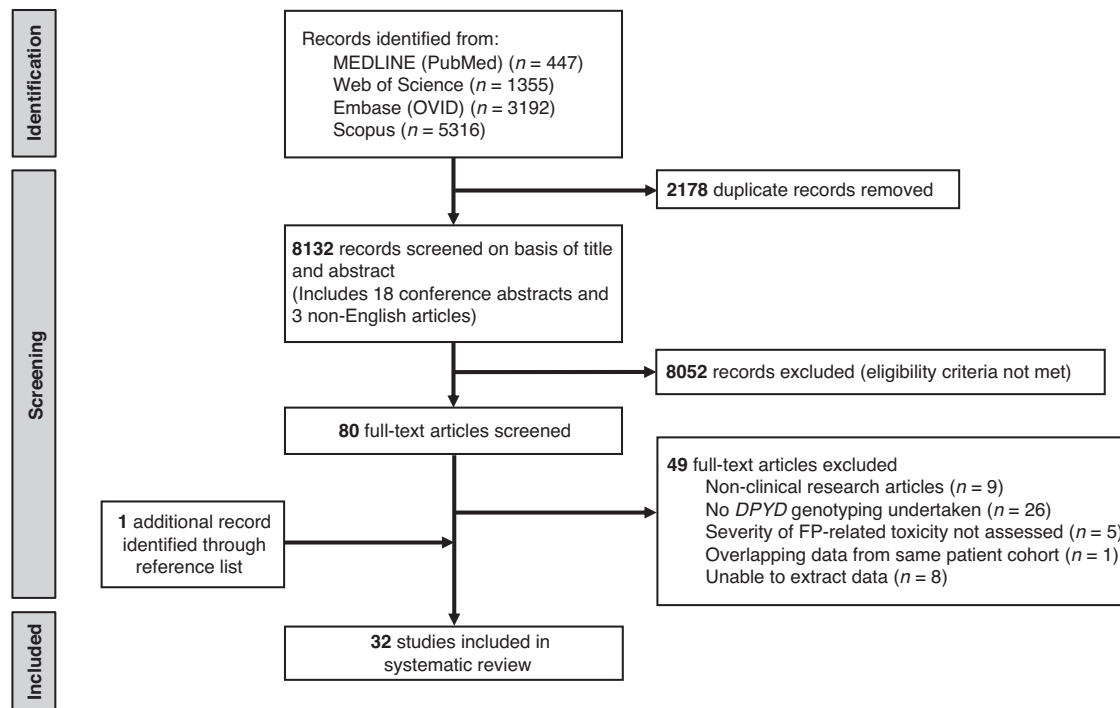 Identification
Records identified from:
MEDLINE (PubMed) (n = 447)
Web of Science (n = 1355)
Embase (OVID) (n = 3192)
Scopus (n = 5316)
2178 duplicate records removed
Screening
8132 records screened on basis of title
and abstract
(Includes 18 conference abstracts and
3 non-English articles)
8052 records excluded (eligibility criteria not met)
80 full-text articles screened
49 full-text articles excluded
Non-clinical research articles (n = 9)
No DPYD genotyping undertaken (n = 26)
Severity of FP-related toxicity not assessed (n = 5)
Overlapping data from same patient cohort (n = 1)
Unable to extract data (n = 8)
1 additional record
identified through
reference list
Included
32 studies included in
systematic review